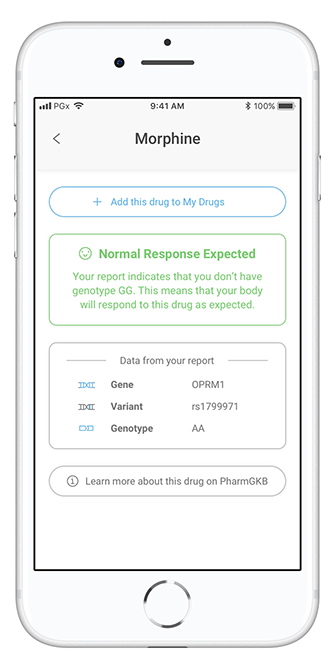 PGx 9:41 AM 100%
Morphine
+ Add this drug to My Drugs
Normal Response Expected
Your report indicates that you don't have
genotype GG. This means that your body
will respond to this drug as expected.
Data from your report
Gene OPRM1
Variant rs1799971
Genotype AA
Learn more about this drug on PharmGKB